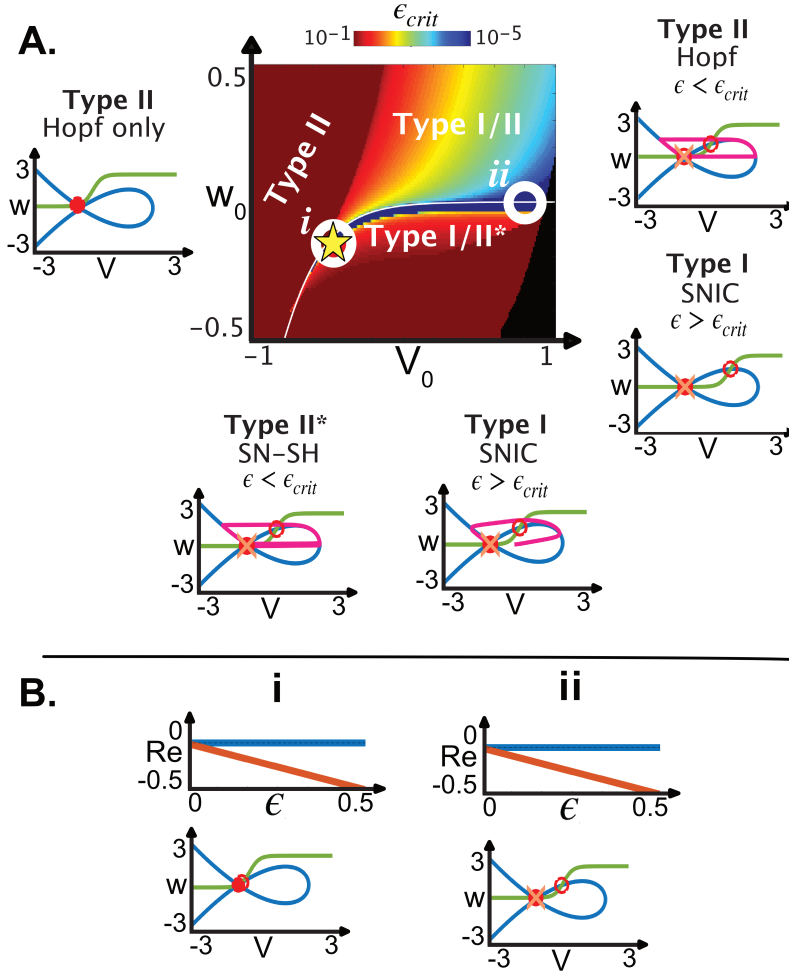 A.
ϵcrit
10⁻¹ 10⁻⁵
Type II
Hopf only
3
w
-3
-3 V 3
0.5
w
0
−0.5
−1 V₀ 1
Type II
Type I/II
Type I/II*
i
ii
Type II
Hopf
ϵ < ϵcrit
3
w
-3
-3 V 3
Type I
SNIC
ϵ > ϵcrit
3
w
-3
-3 V 3
Type II*
SN−SH
ϵ < ϵcrit
3
w
-3
-3 V 3
Type I
SNIC
ϵ > ϵcrit
3
w
-3
-3 V 3
B.
i
0
Re
-0.5
0 ϵ 0.5
3
w
-3
-3 V 3
ii
0
Re
-0.5
0 ϵ 0.5
3
w
-3
-3 V 3